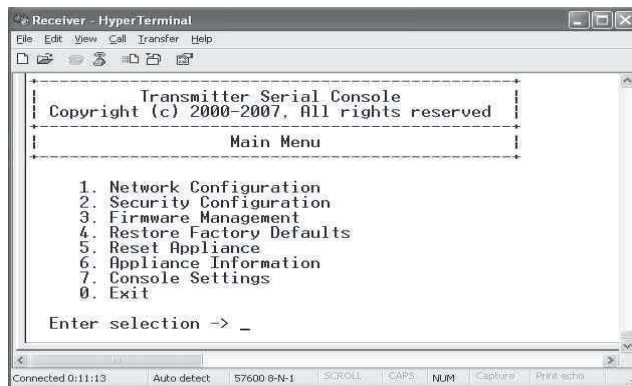 Receiver - HyperTerminal
File Edit View Call Transfer Help
Transmitter Serial Console
Copyright (c) 2000-2007, All rights reserved
Main Menu
1. Network Configuration
2. Security Configuration
3. Firmware Management
4. Restore Factory Defaults
5. Reset Appliance
6. Appliance Information
7. Console Settings
0. Exit
Enter selection -> _
Connected 0:11:13 Auto detect 57600 8-N-1 SCROLL CAPS NUM Capture Print echo